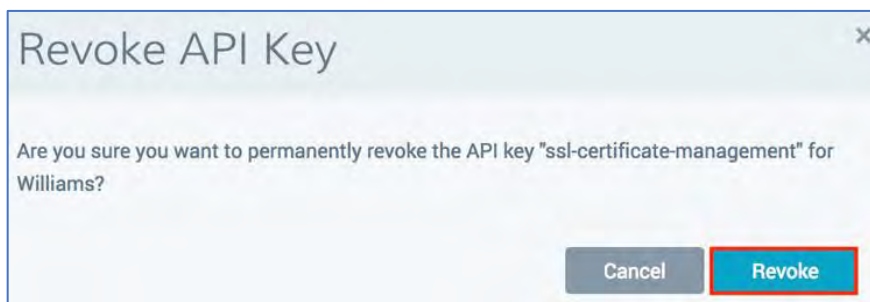 Revoke API Key
×
Are you sure you want to permanently revoke the API key "ssl-certificate-management" for
Williams?
Cancel Revoke